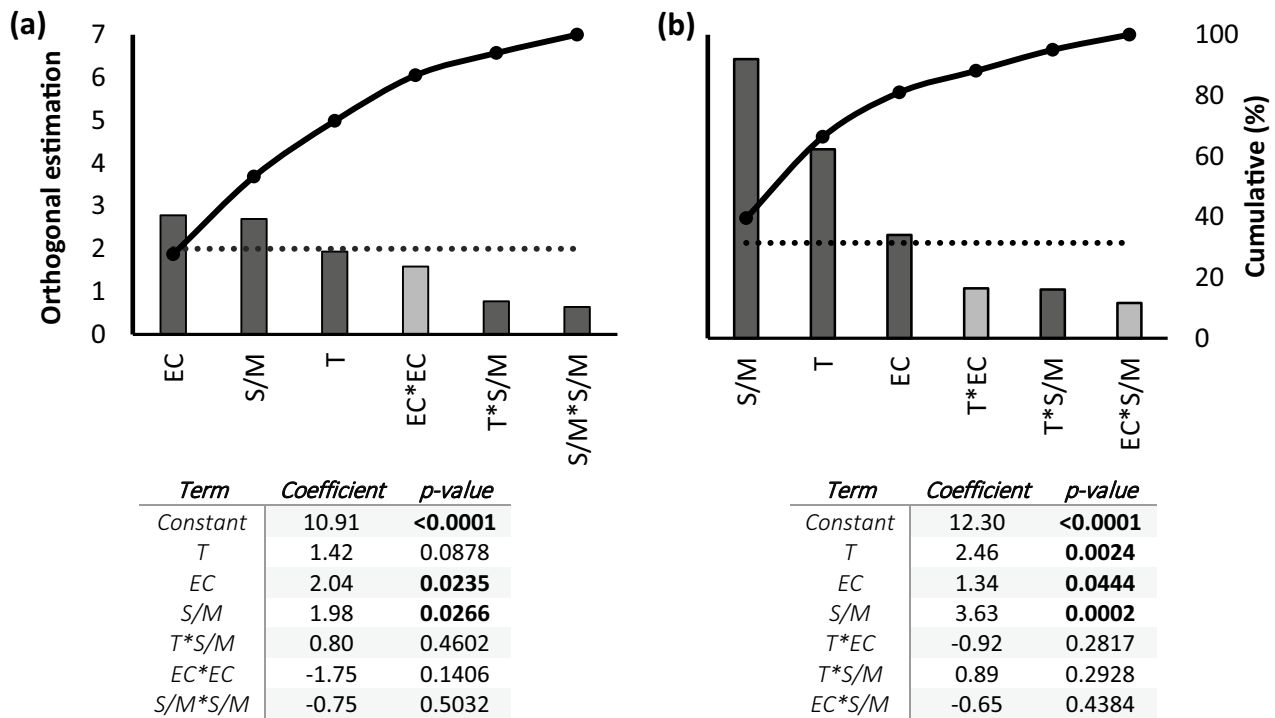 (a)
Orthogonal estimation
7
6
5
4
3
2
1
0
EC
S/M
T
EC*EC
T*S/M
S/M*S/M
Term Coefficient p-value
Constant 10.91 <0.0001
T 1.42 0.0878
EC 2.04 0.0235
S/M 1.98 0.0266
T*S/M 0.80 0.4602
EC*EC -1.75 0.1406
S/M*S/M -0.75 0.5032
(b)
100
80
60
40
20
0
Cumulative (%)
S/M
T
EC
T*EC
T*S/M
EC*S/M
Term Coefficient p-value
Constant 12.30 <0.0001
T 2.46 0.0024
EC 1.34 0.0444
S/M 3.63 0.0002
T*EC -0.92 0.2817
T*S/M 0.89 0.2928
EC*S/M -0.65 0.4384